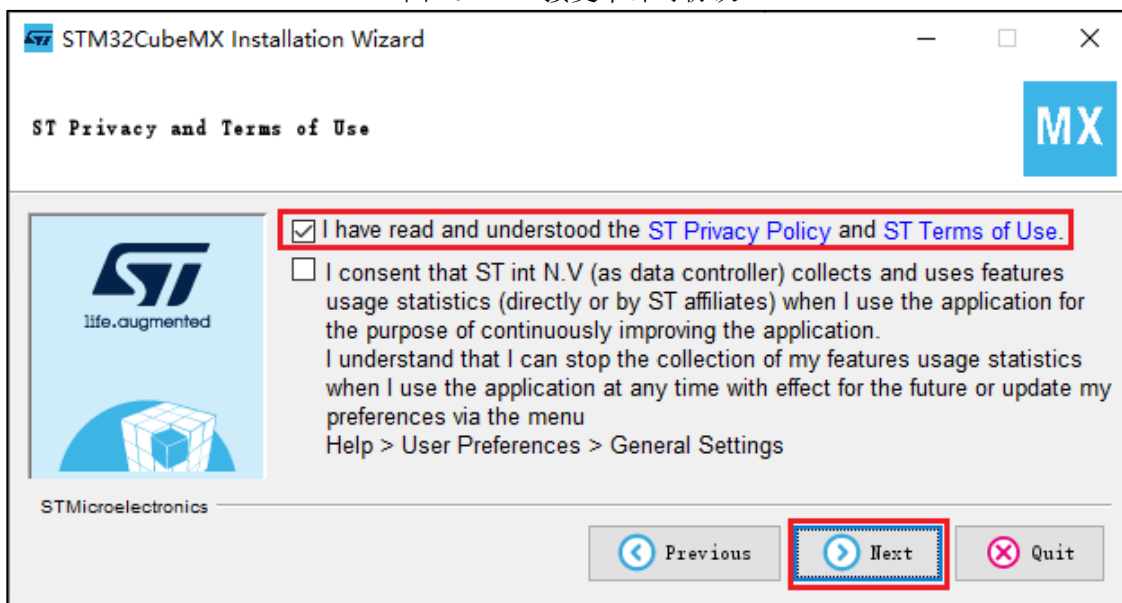 STM32CubeMX Installation Wizard
ST Privacy and Terms of Use
MX
I have read and understood the ST Privacy Policy and ST Terms of Use.
I consent that ST int N.V (as data controller) collects and uses features
usage statistics (directly or by ST affiliates) when I use the application for
the purpose of continuously improving the application.
I understand that I can stop the collection of my features usage statistics
when I use the application at any time with effect for the future or update my
preferences via the menu
Help > User Preferences > General Settings
ST
life.augmented
STMicroelectronics
Previous
Next
Quit